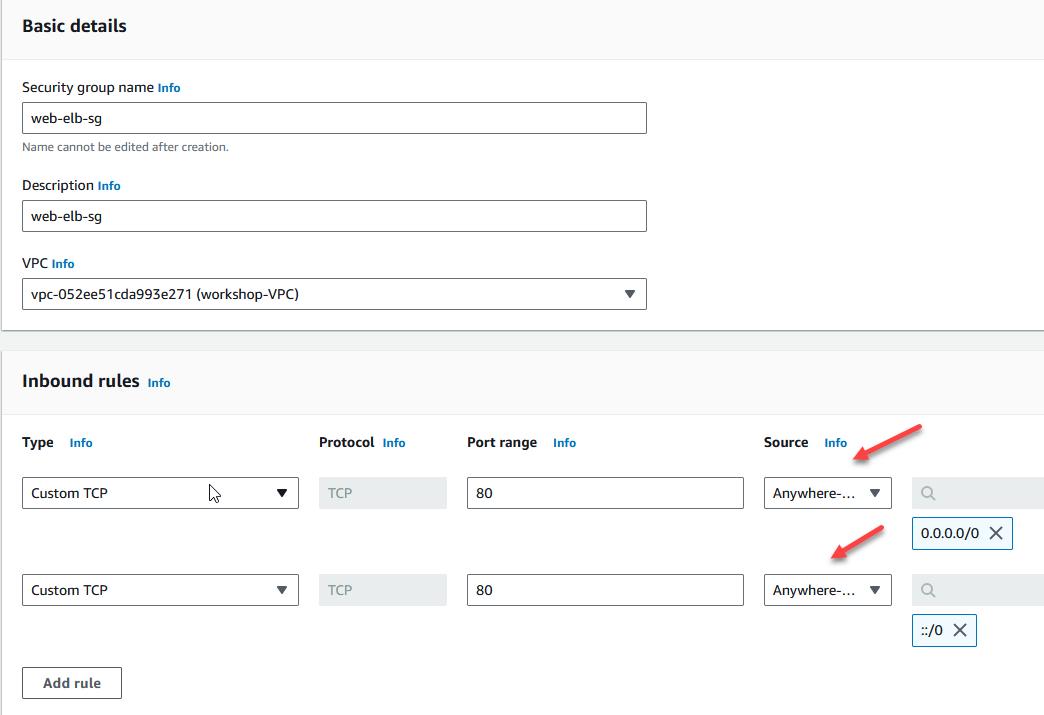 Basic details
Security group name Info
web-elb-sg
Name cannot be edited after creation.
Description Info
web-elb-sg
VPC Info
vpc-052ee51cda993e271 (workshop-VPC)
Inbound rules Info
Type Info Protocol Info Port range Info Source Info
Custom TCP TCP 80 Anywhere-...
0.0.0.0/0
Custom TCP TCP 80 Anywhere-...
::/0
Add rule